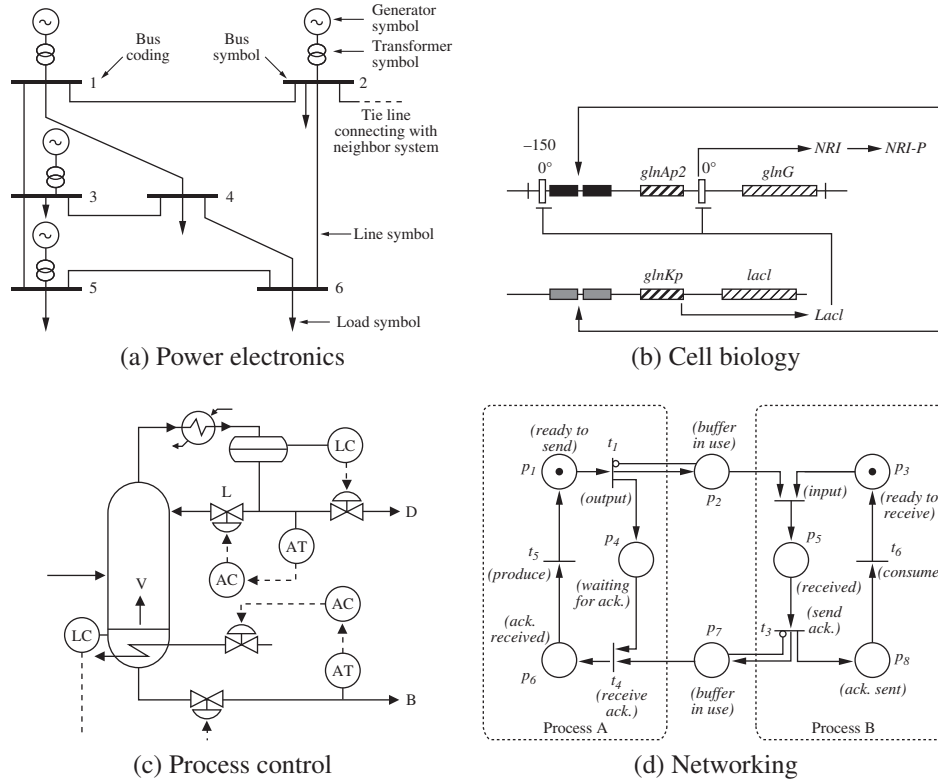 Generator
symbol
Transformer
symbol
Bus
coding
Bus
symbol
1
2
Tie line
connecting with
neighbor system
3
4
Line symbol
5
6
Load symbol
(a) Power electronics
–150
0°
glnAp2
0°
NRI
NRI-P
glnG
glnKp
lacI
LacI
(b) Cell biology
LC
L
D
AT
AC
V
AC
LC
AT
B
(c) Process control
(ready to
send)
t1
(buffer
in use)
p1
p2
p3
(output)
(input)
(ready to
receive)
t5
p4
p5
t6
(produce)
(waiting
for ack.)
(received)
(consume)
(ack.
received)
p7
t3
(send
ack.)
p6
t4
p8
(receive
ack.)
(buffer
in use)
(ack. sent)
Process A
Process B
(d) Networking